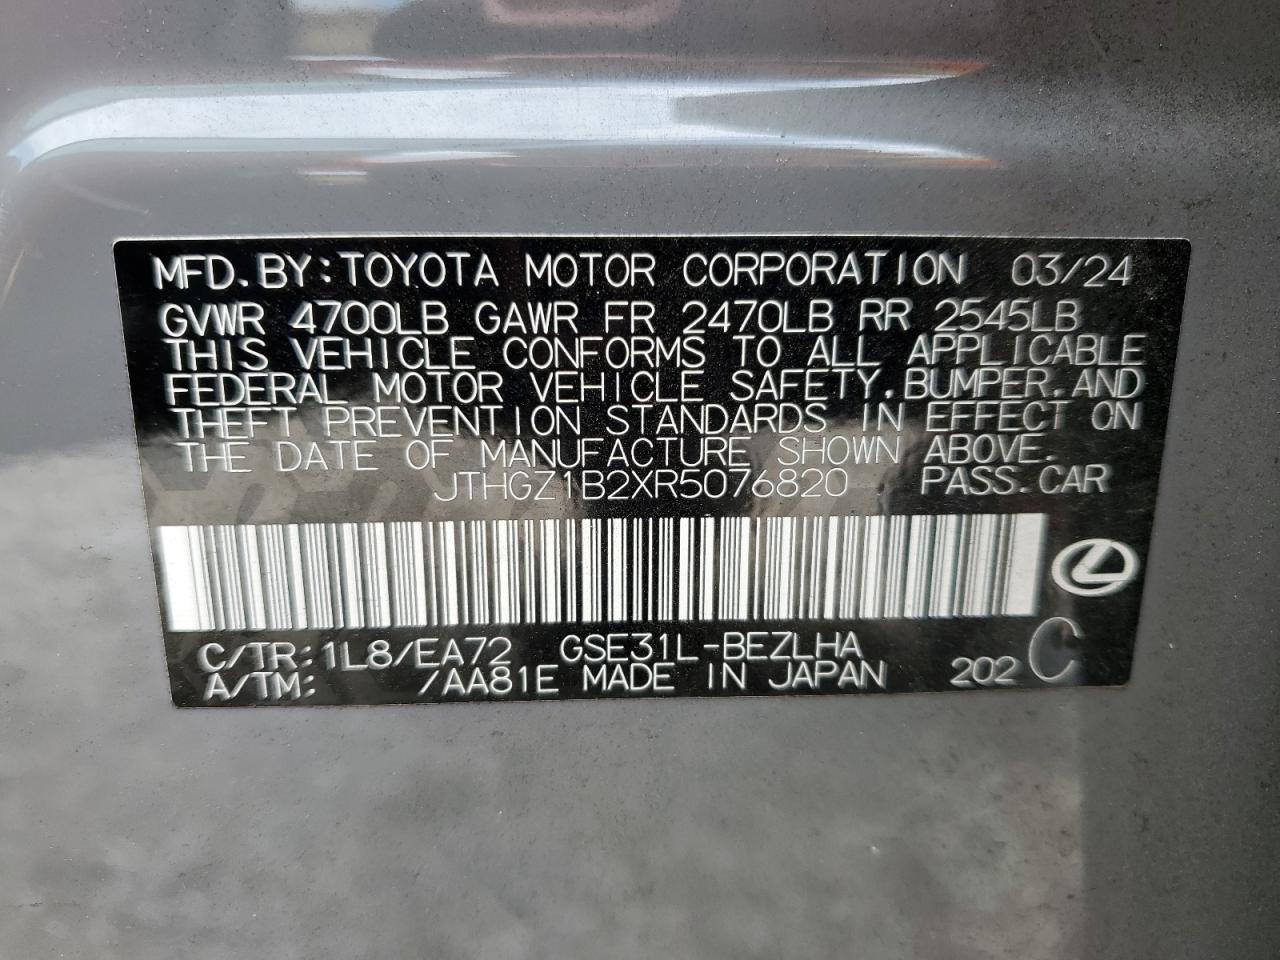 MFD.BY:TOYOTA MOTOR CORPORATION 03/24
GVWR 4700LB GAWR FR 2470LB RR 2545LB
THIS VEHICLE CONFORMS TO ALL APPLICABLE
FEDERAL MOTOR VEHICLE SAFETY,BUMPER,AND
THEFT PREVENTION STANDARDS IN EFFECT ON
THE DATE OF MANUFACTURE SHOWN ABOVE.
JTHGZ1B2XR5076820 PASS.CAR
C/TR:1L8/EA72 GSE31L-BEZLHA
A/TM: /AA81E MADE IN JAPAN 202 C